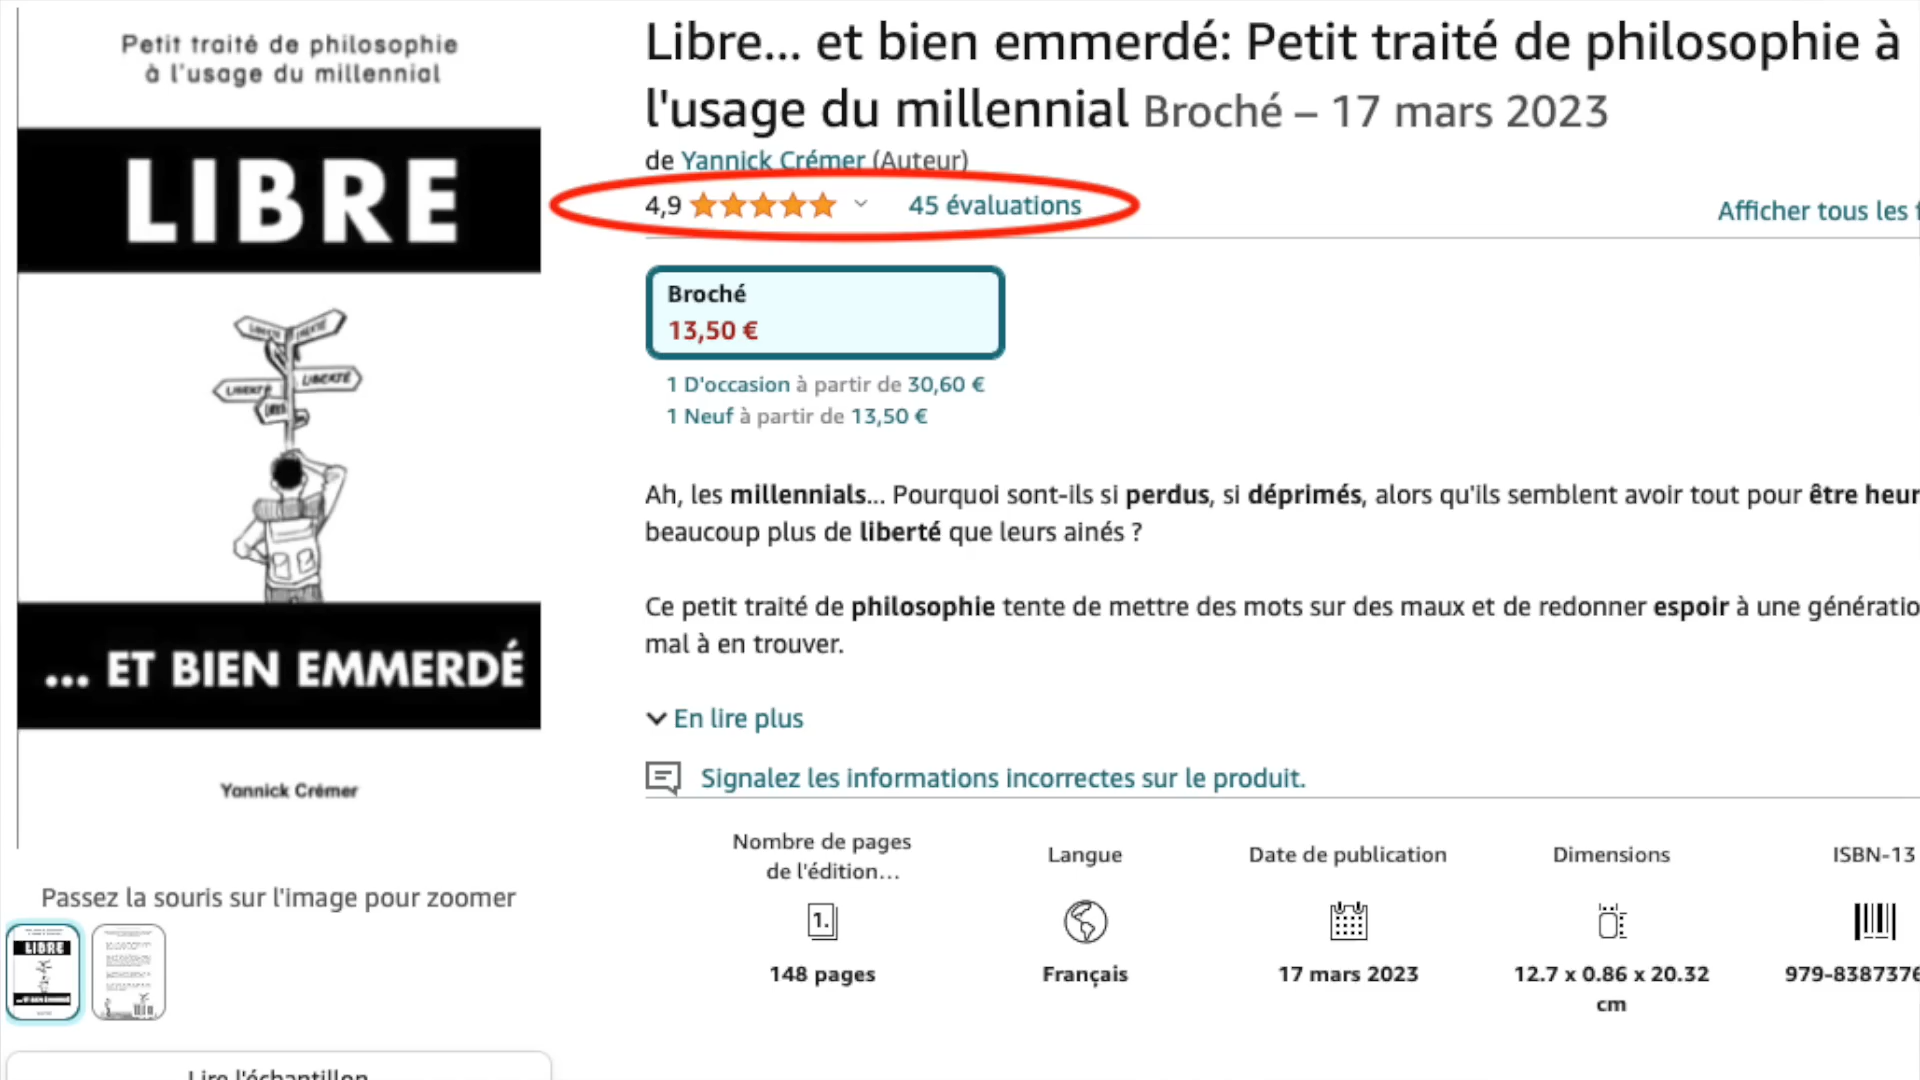 Petit traité de philosophie
à l'usage du millennial
LIBRE
LIBERTÉ
... ET BIEN EMMERDÉ
Yannick Crémer
Passez la souris sur l'image pour zoomer
LIBRE
Lire l'échantillon
Libre... et bien emmerdé: Petit traité de philosophie à
l'usage du millennial Broché – 17 mars 2023
de Yannick Crémer (Auteur)
4,9 45 évaluations
Afficher tous les
Broché
13,50 €
1 D'occasion à partir de 30,60 €
1 Neuf à partir de 13,50 €
Ah, les millennials... Pourquoi sont-ils si perdus, si déprimés, alors qu'ils semblent avoir tout pour être heur
beaucoup plus de liberté que leurs ainés ?
Ce petit traité de philosophie tente de mettre des mots sur des maux et de redonner espoir à une génératio
mal à en trouver.
En lire plus
Signalez les informations incorrectes sur le produit.
Nombre de pages
de l'édition...
1.
148 pages
Langue
Français
Date de publication
17 mars 2023
Dimensions
12.7 x 0.86 x 20.32
cm
ISBN-13
979-8387376